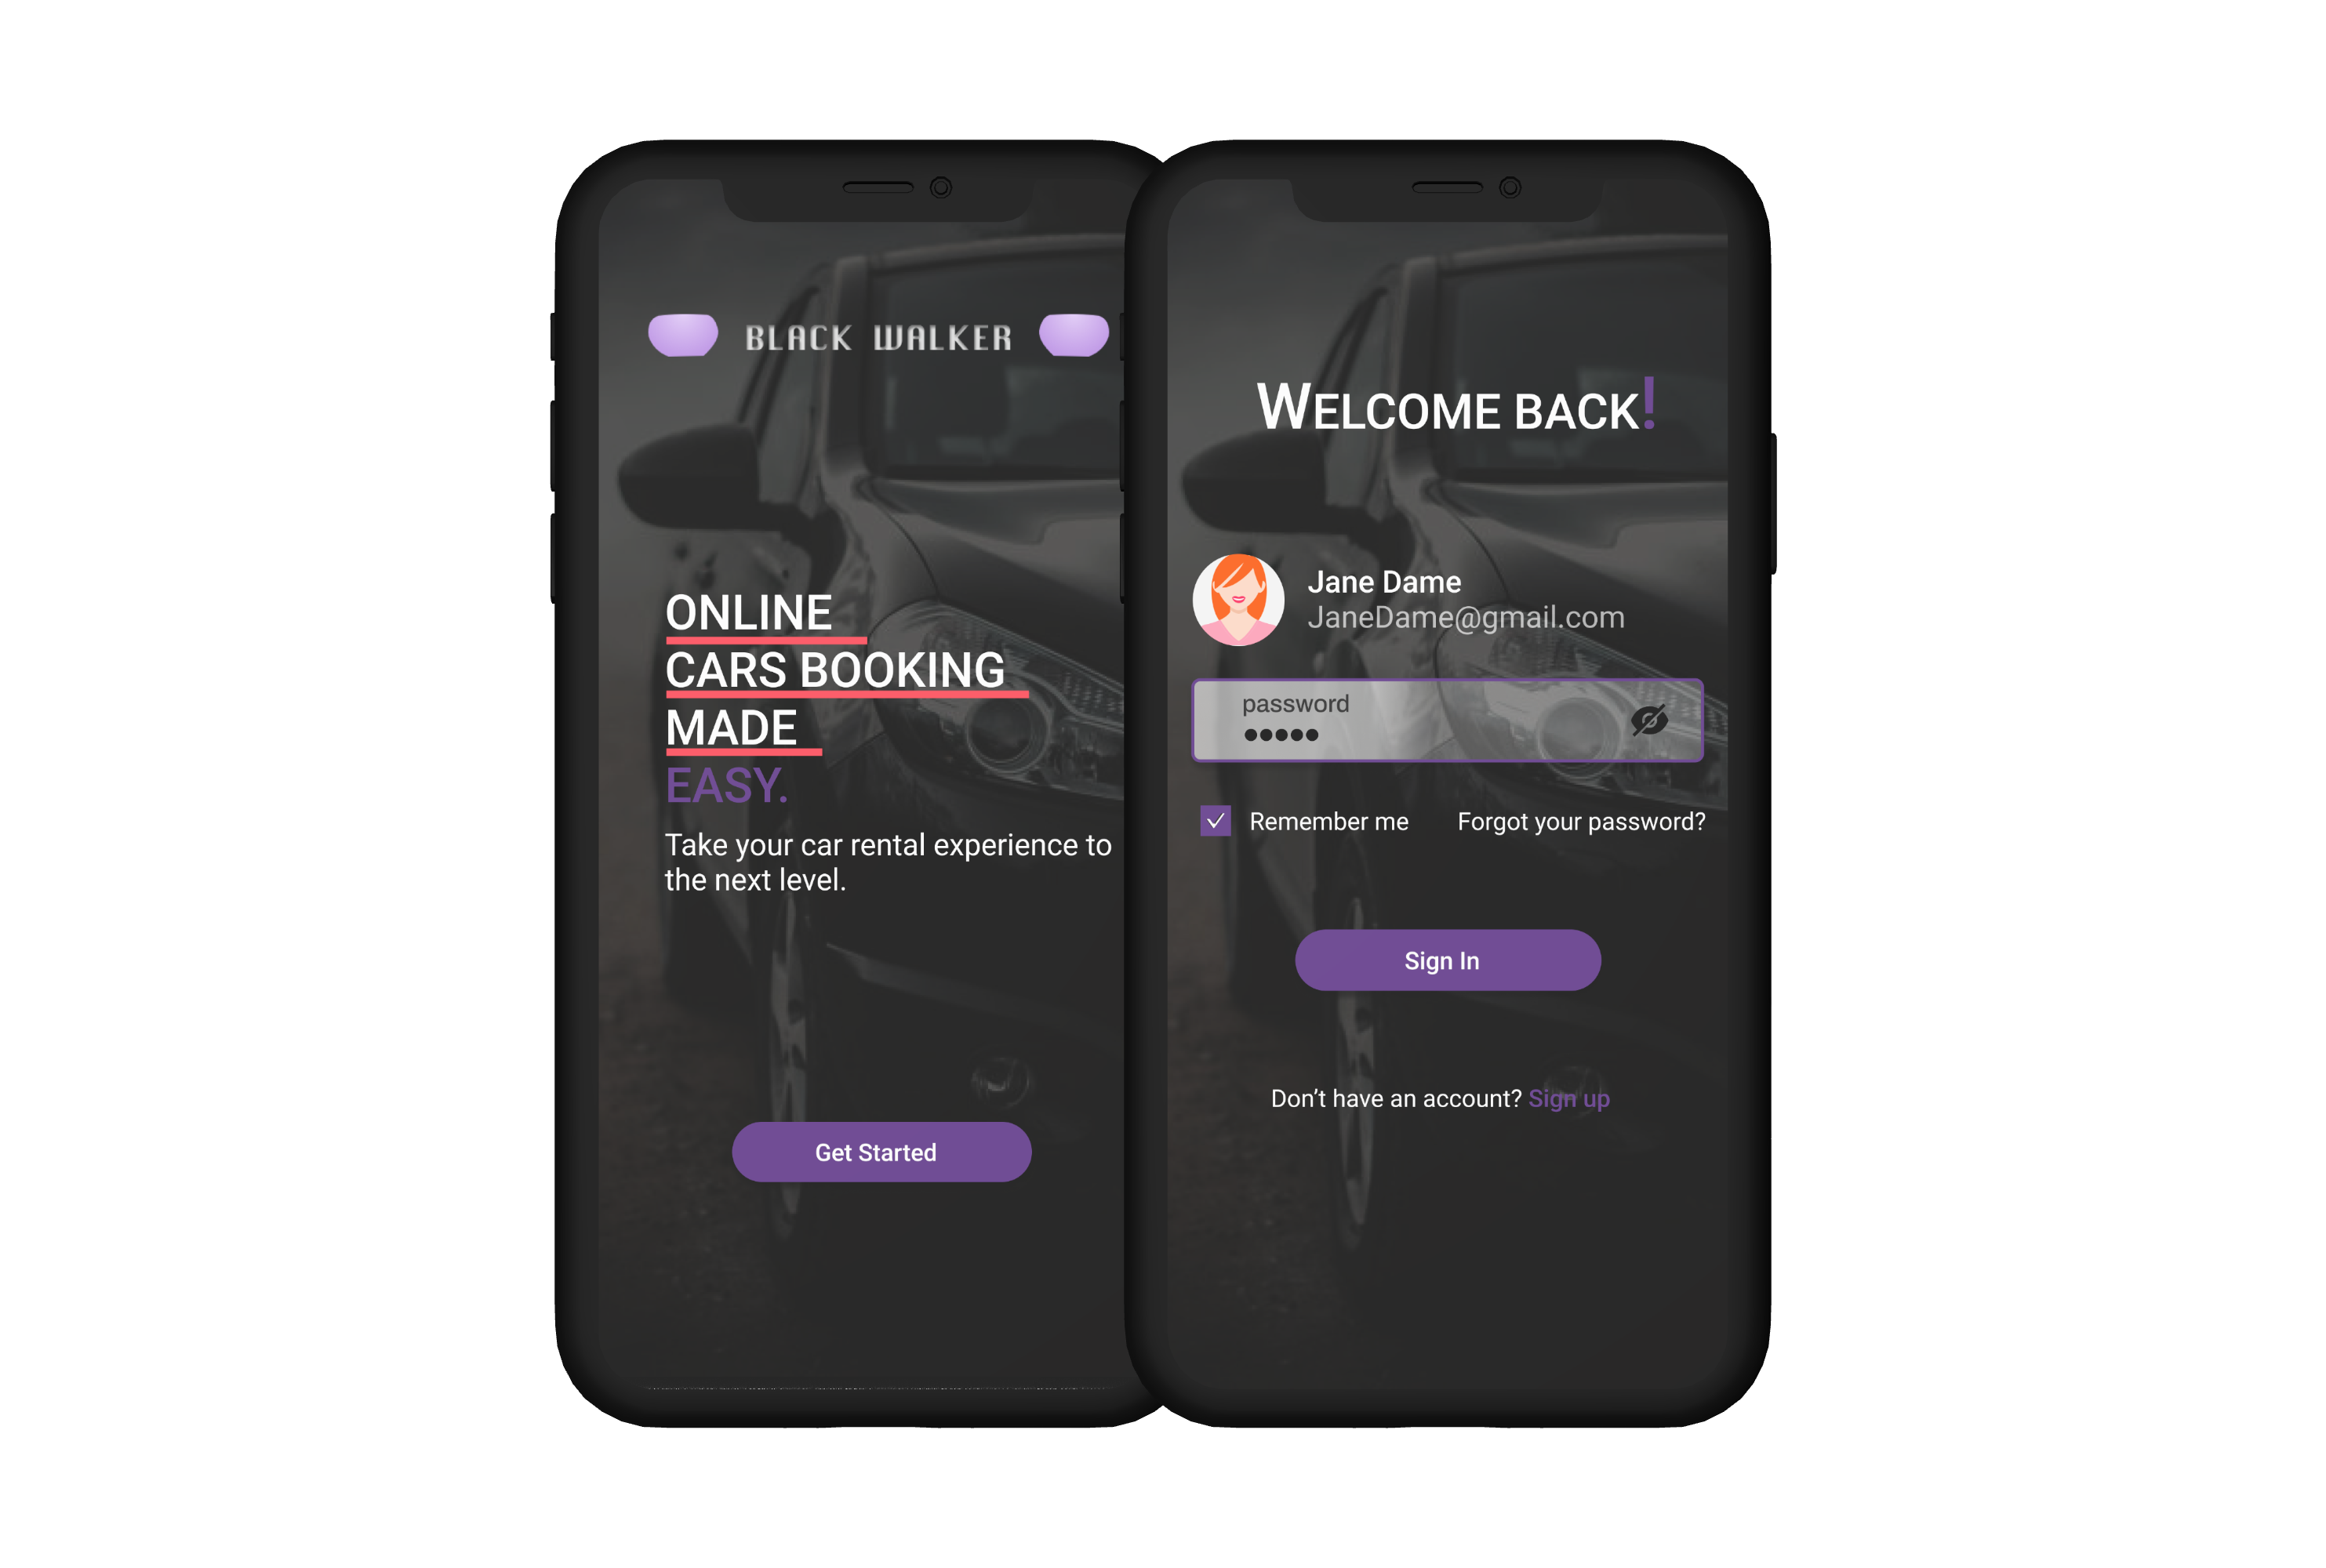 BLACK WALKER
ONLINE
CARS BOOKING
MADE
EASY.
Take your car rental experience to
the next level.
Get Started
WELCOME BACK!
Jane Dame
JaneDame@gmail.com
password
●●●●●
Remember me
Forgot your password?
Sign In
Don’t have an account? Sign up